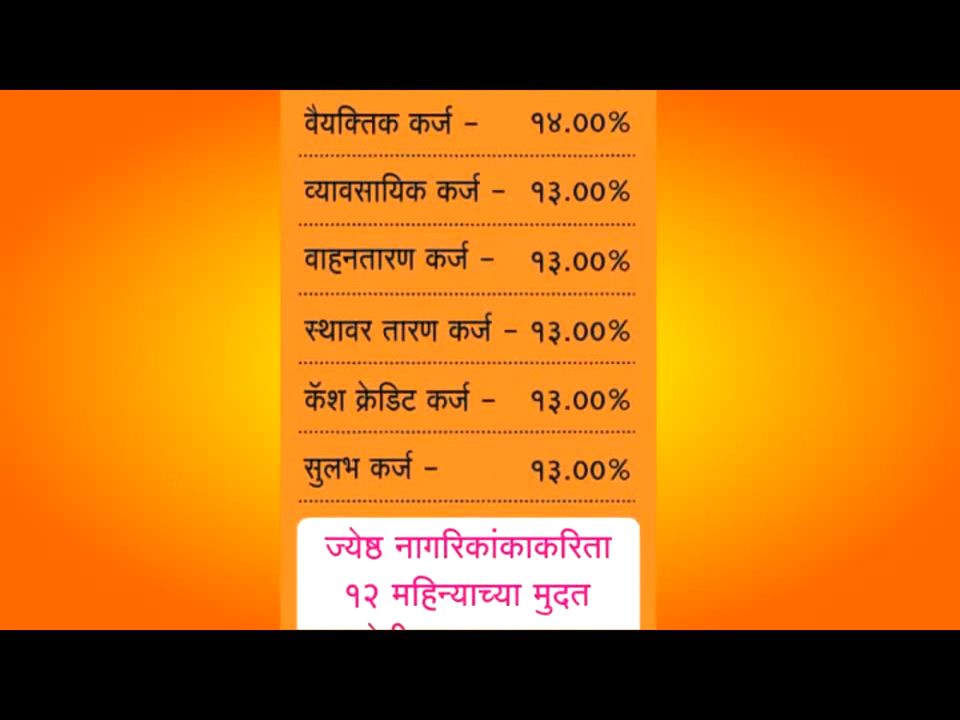 वैयक्तिक कर्ज – १४.००%
व्यावसायिक कर्ज – १३.००%
वाहनतारण कर्ज – १३.००%
स्थावर तारण कर्ज – १३.००%
कॅश क्रेडिट कर्ज – १३.००%
सुलभ कर्ज – १३.००%
ज्येष्ठ नागरिकांकाकरिता
१२ महिन्याच्या मुदत